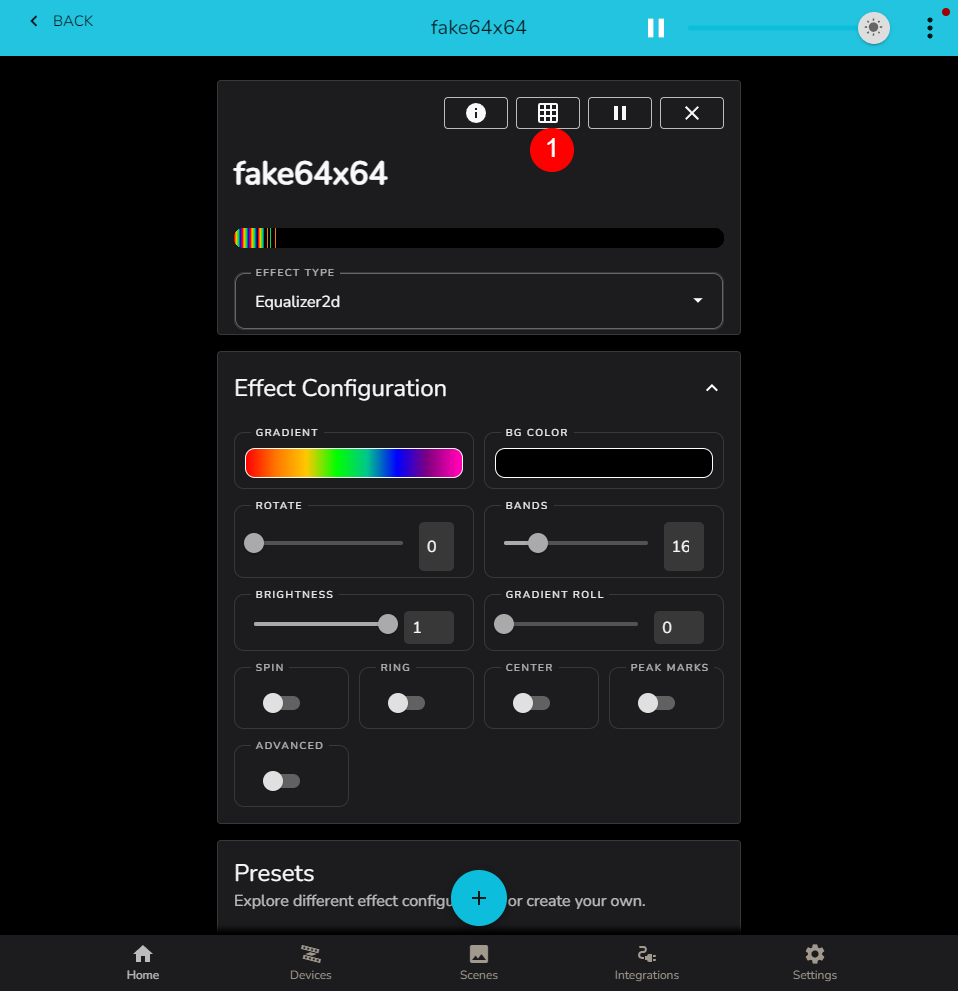 BACK
fake64x64
1
fake64x64
EFFECT TYPE
Equalizer2d
Effect Configuration
GRADIENT
BG COLOR
ROTATE
0
BANDS
16
BRIGHTNESS
1
GRADIENT ROLL
0
SPIN
RING
CENTER
PEAK MARKS
ADVANCED
Presets
Explore different effect or create your own.
Home
Devices
Scenes
Integrations
Settings